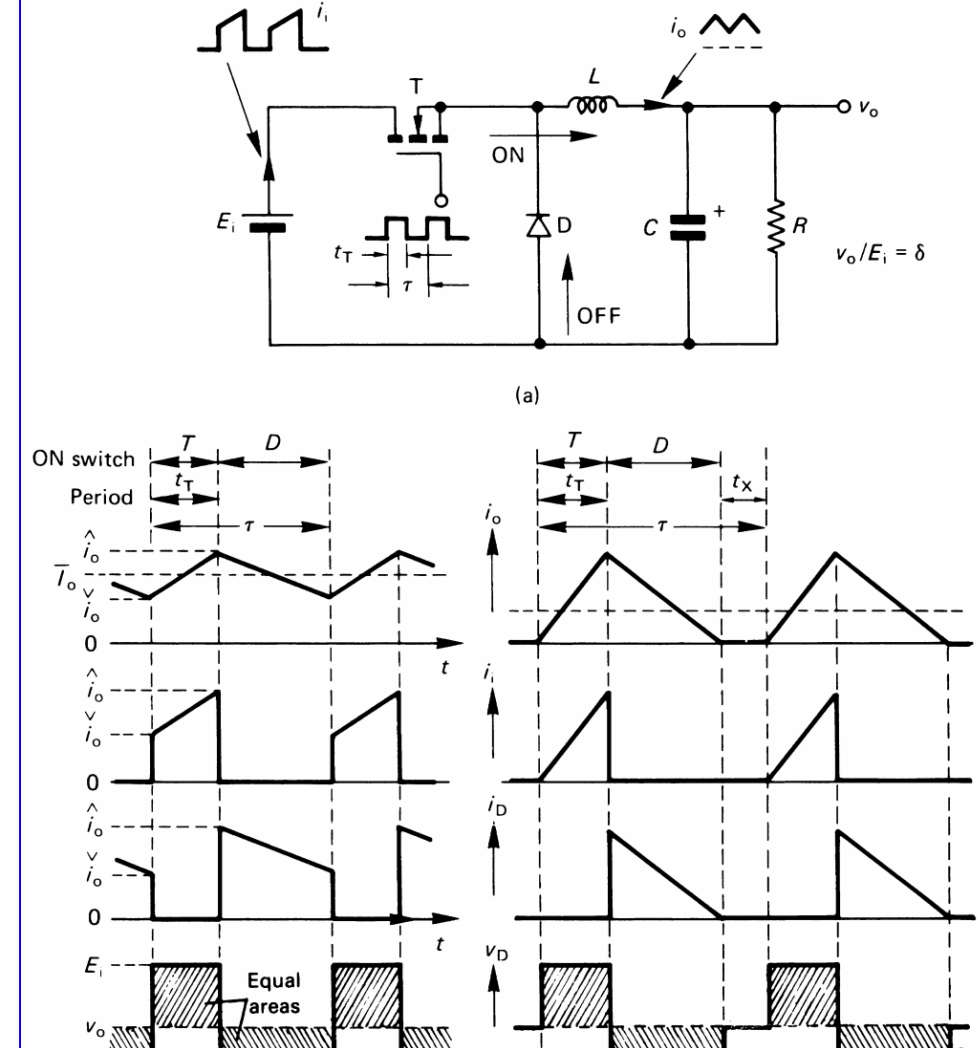 i_i
i_o
T
L
v_o
ON
E_i
D
C
+
R
v_o/E_i = δ
t_T
τ
OFF
(a)
ON switch
T
D
T
D
Period
t_T
t_T
t_x
τ
τ
î_o
i_o
Ī_o
ǐ_o
0
t
î_o
i_i
ǐ_o
0
î_o
i_D
ǐ_o
0
t
E_i
v_D
Equal
areas
v_o